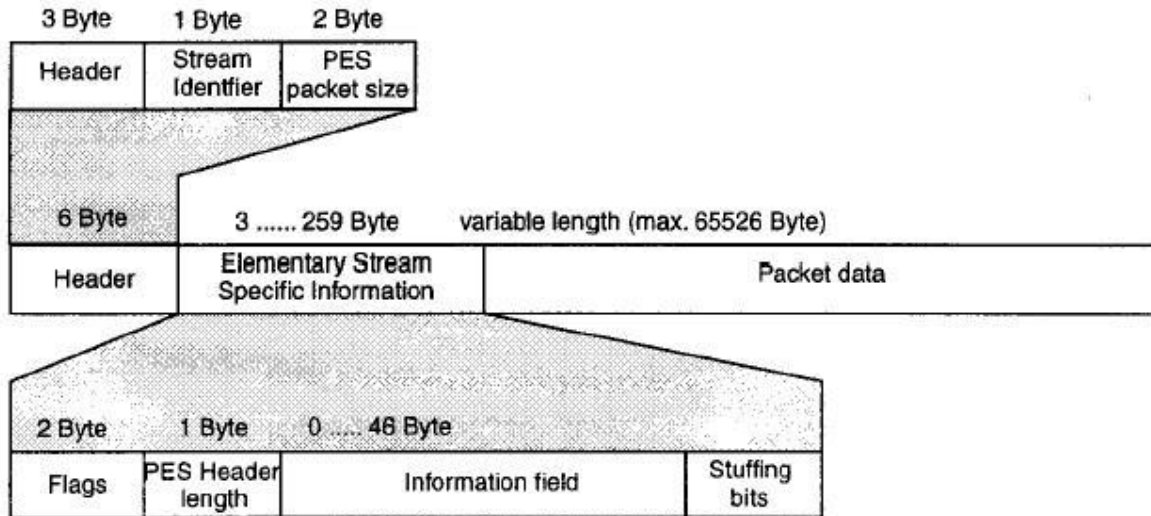 3 Byte 1 Byte 2 Byte
Header Stream Identfier PES packet size
6 Byte 3 ...... 259 Byte variable length (max. 65526 Byte)
Header Elementary Stream Specific Information Packet data
2 Byte 1 Byte 0 ..... 46 Byte
Flags PES Header length Information field Stuffing bits